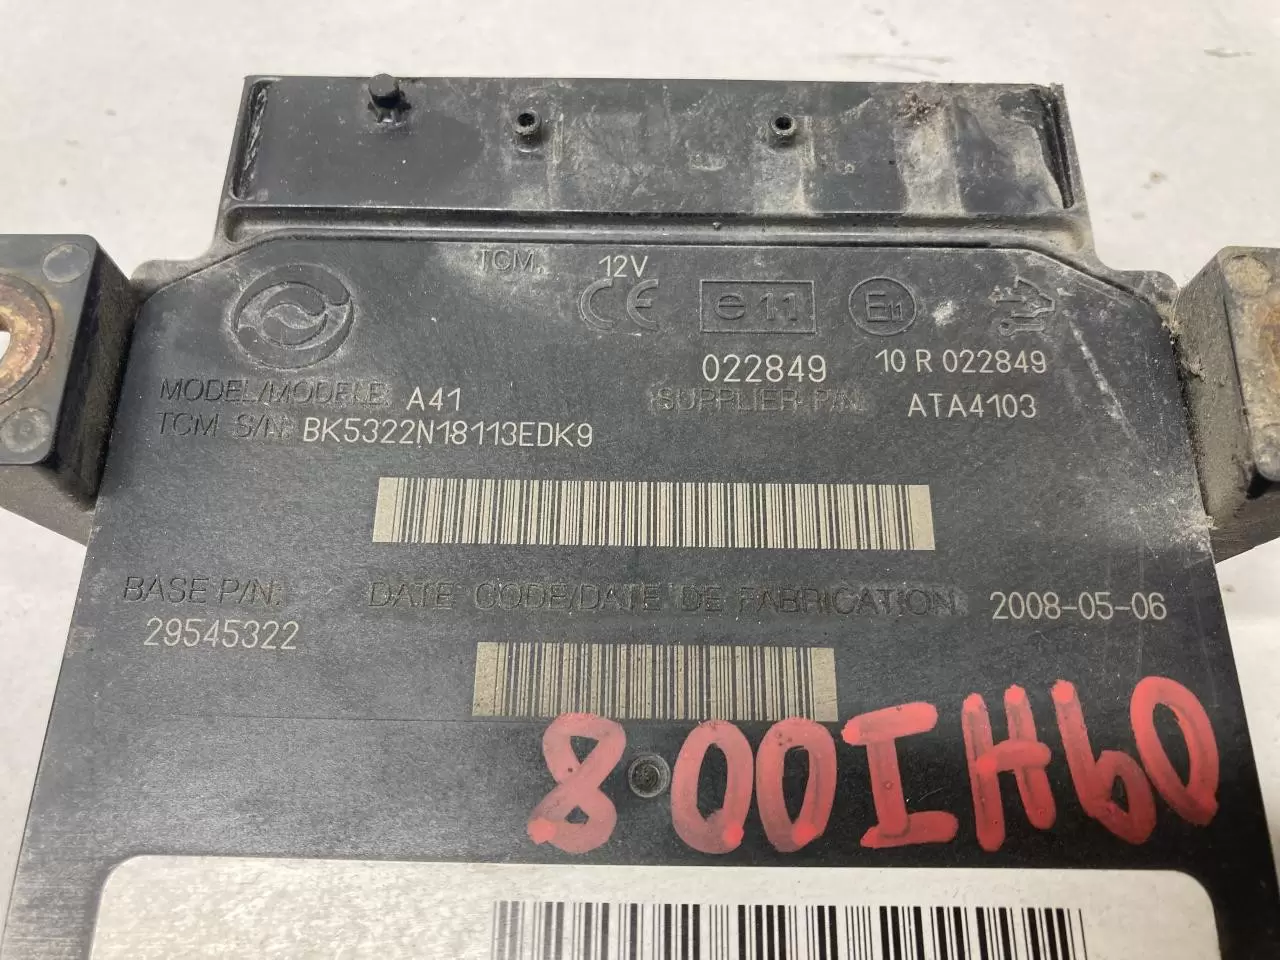 TCM. 12V
CE e11 E11
022849 10 R 022849
MODEL/MODELE: A41 SUPPLIER P/N: ATA4103
TCM S/N: BK5322N18113EDK9
BASE P/N: DATE CODE/DATE DE FABRICATION: 2008-05-06
29545322
800IH60